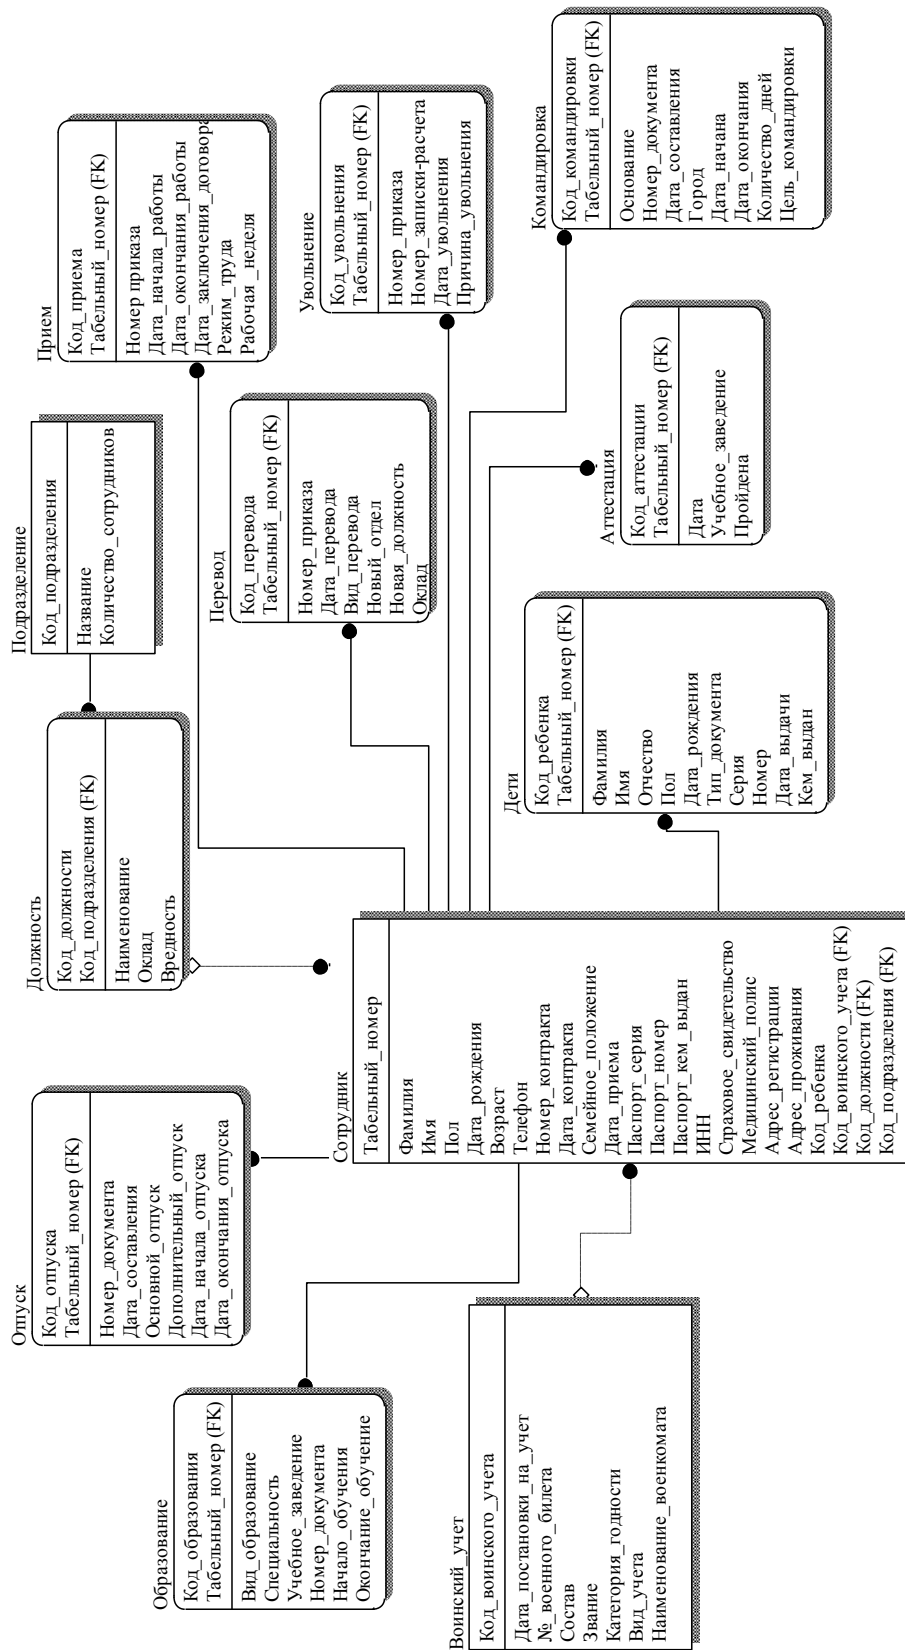 Отпуск
Код_отпуска
Табельный_номер (FK)
Номер_документа
Дата_составления
Основной_отпуск
Дополнительный_отпуск
Дата_начала_отпуска
Дата_окончания_отпуска
Должность
Код_должности
Код_подразделения (FK)
Наименование
Оклад
Вредность
Подразделение
Код_подразделения
Название
Количество_сотрудников
Прием
Код_приема
Табельный_номер (FK)
Номер приказа
Дата_начала_работы
Дата_окончания_работы
Дата_заключения_договора
Режим_труда
Рабочая_неделя
Образование
Код_образования
Табельный_номер (FK)
Вид_образование
Специальность
Учебное_заведение
Номер_документа
Начало_обучения
Окончание_обучение
Перевод
Код_перевода
Табельный_номер (FK)
Номер_приказа
Дата_перевода
Вид_перевода
Новый_отдел
Новая_должность
Оклад
Увольнение
Код_увольнения
Табельный_номер (FK)
Номер_приказа
Номер_записки-расчета
Дата_увольнения
Причина_увольнения
Сотрудник
Табельный_номер
Фамилия
Имя
Пол
Дата_рождения
Возраст
Телефон
Номер_контракта
Дата_контракта
Семейное_положение
Дата_приема
Паспорт_серия
Паспорт_номер
Паспорт_кем_выдан
ИНН
Страховое_свидетельство
Медицинский_полис
Адрес_регистрации
Адрес_проживания
Код_ребенка
Код_воинского_учета (FK)
Код_должности (FK)
Код_подразделения (FK)
Воинский_учет
Код_воинского_учета
Дата_постановки_на_учет
№_военного_билета
Состав
Звание
Категория_годности
Вид_учета
Наименование_военкомата
Дети
Код_ребенка
Табельный_номер (FK)
Фамилия
Имя
Отчество
Пол
Дата_рождения
Тип_документа
Серия
Номер
Дата_выдачи
Кем_выдан
Аттестация
Код_аттестации
Табельный_номер (FK)
Дата
Учебное_заведение
Пройдена
Командировка
Код_командировки
Табельный_номер (FK)
Основание
Номер_документа
Дата_составления
Город
Дата_начана
Дата_окончания
Количество_дней
Цель_командировки